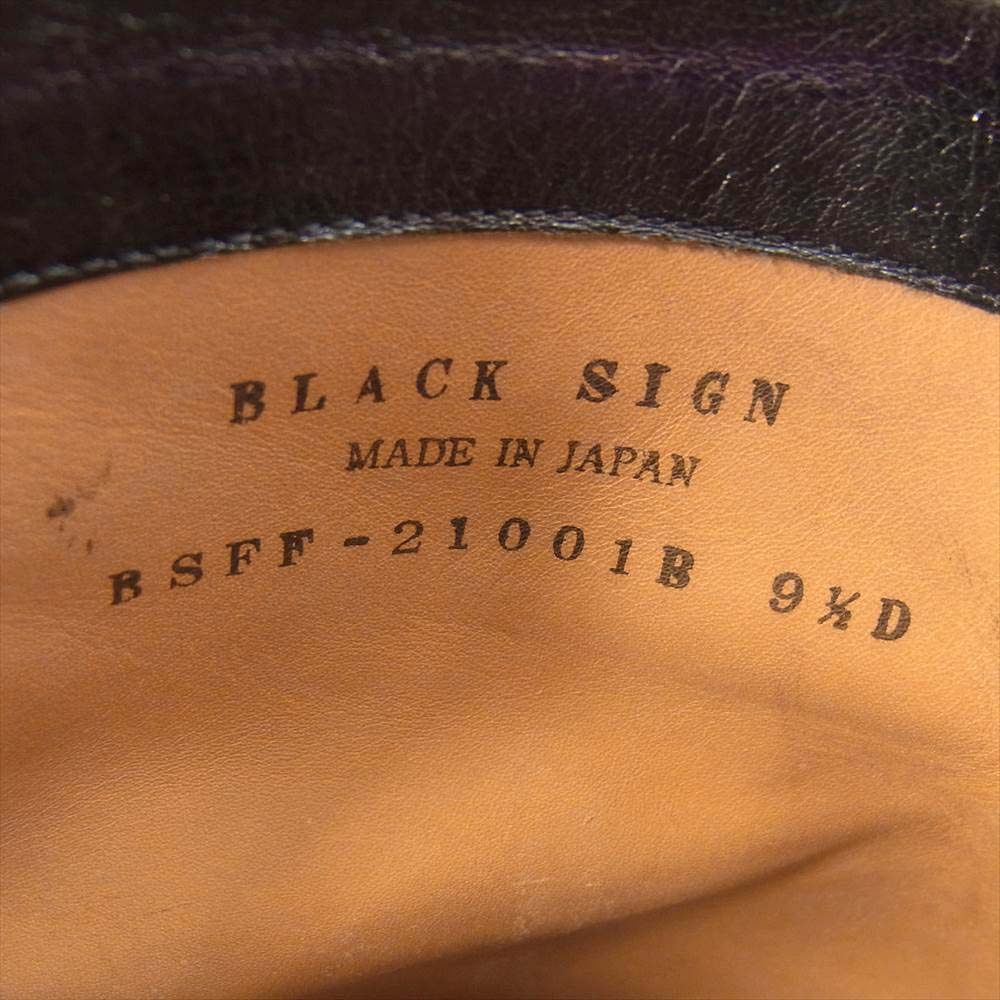 BLACK SIGN
MADE IN JAPAN
BSFF-21001B 9½D